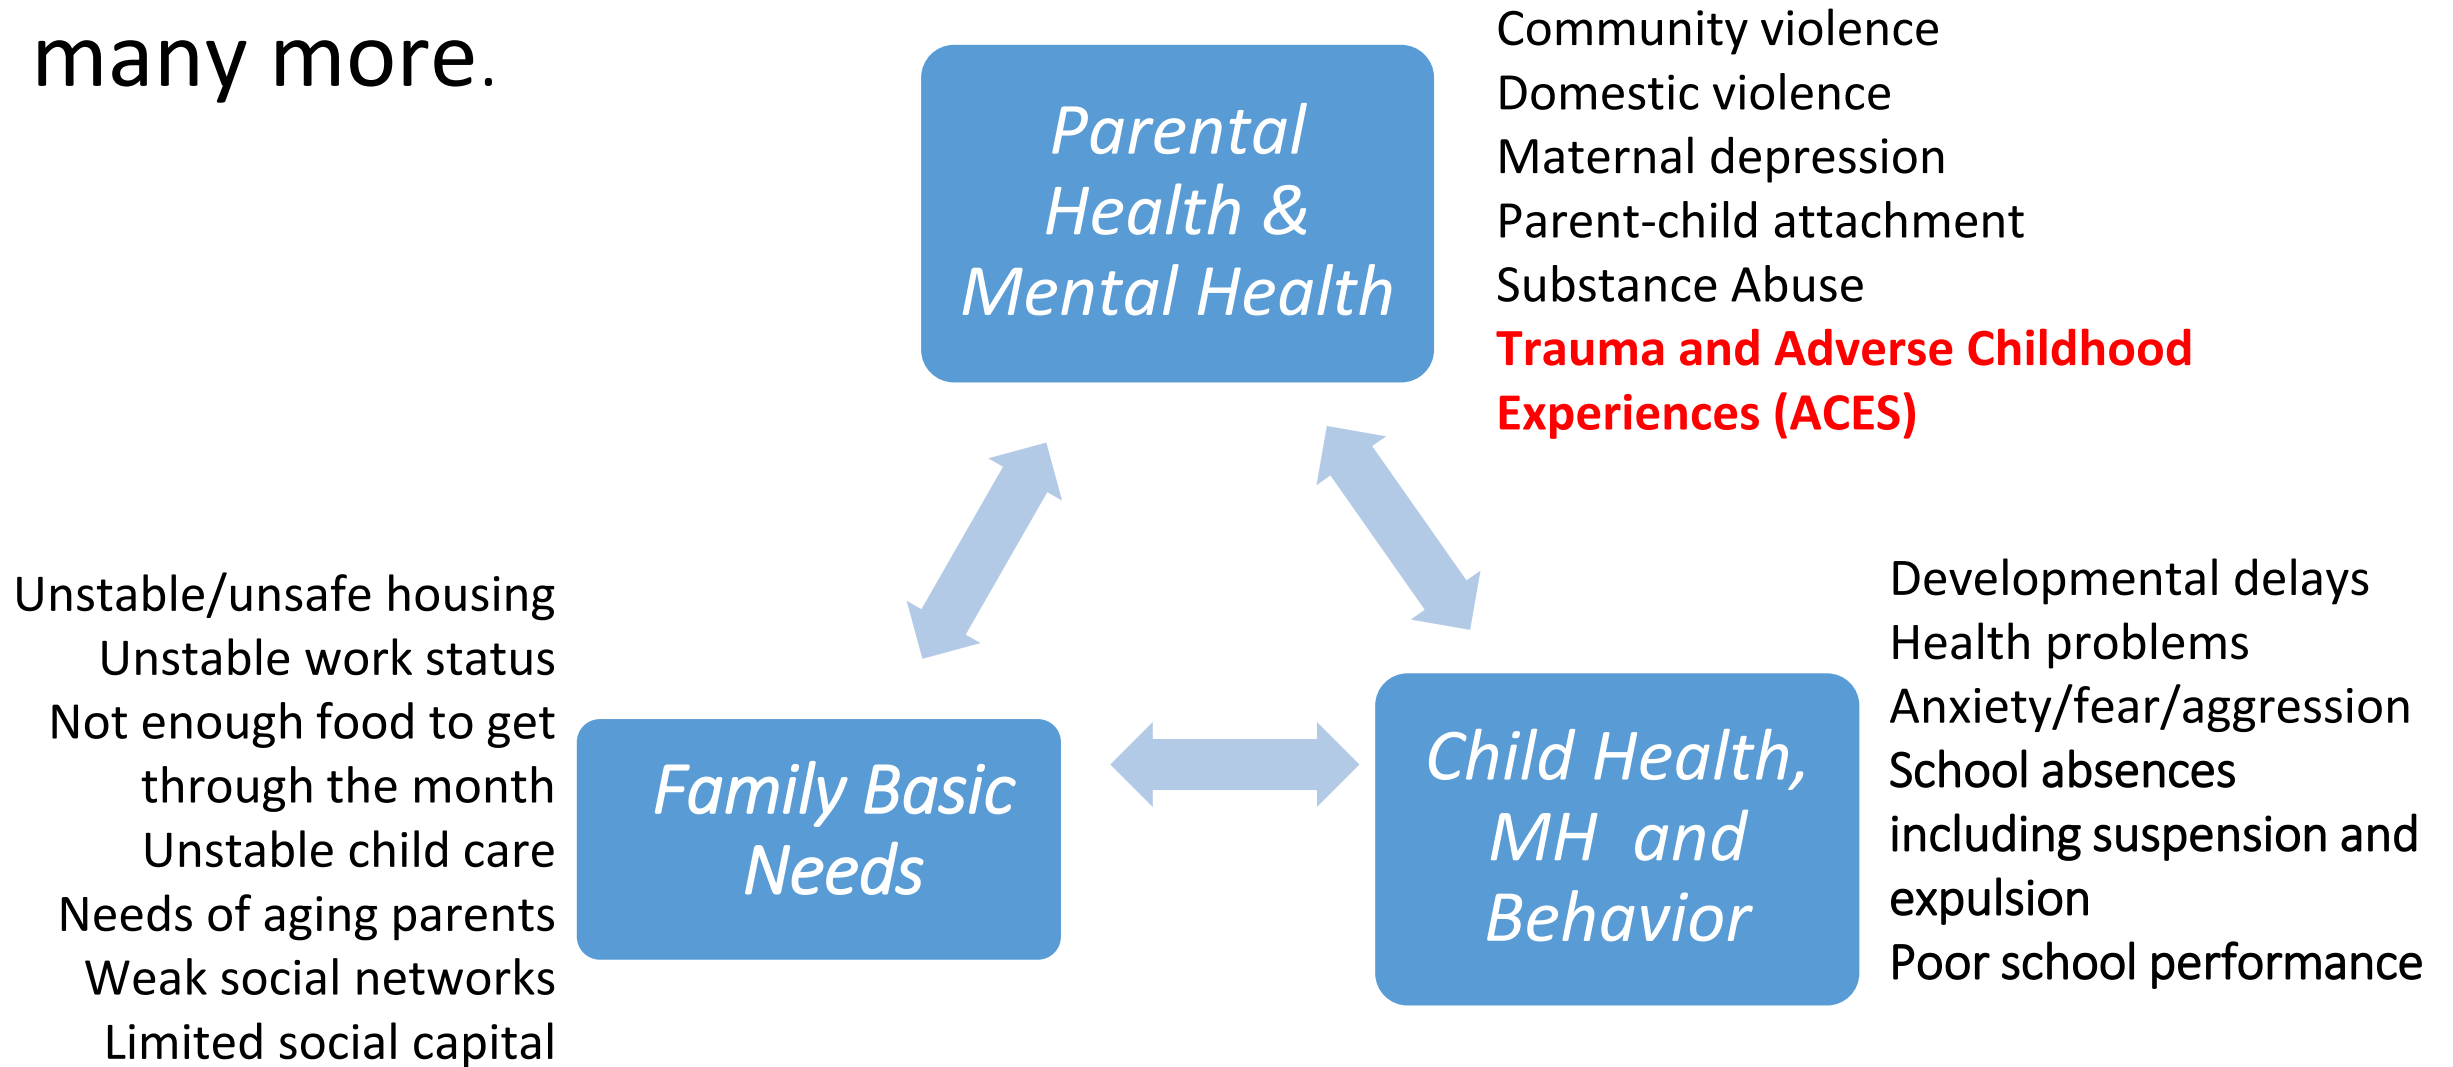 many more.
Parental
Health &
Mental Health
Community violence
Domestic violence
Maternal depression
Parent-child attachment
Substance Abuse
Trauma and Adverse Childhood
Experiences (ACES)
Unstable/unsafe housing
Unstable work status
Not enough food to get
through the month
Unstable child care
Needs of aging parents
Weak social networks
Limited social capital
Family Basic
Needs
Child Health,
MH and
Behavior
Developmental delays
Health problems
Anxiety/fear/aggression
School absences
including suspension and
expulsion
Poor school performance